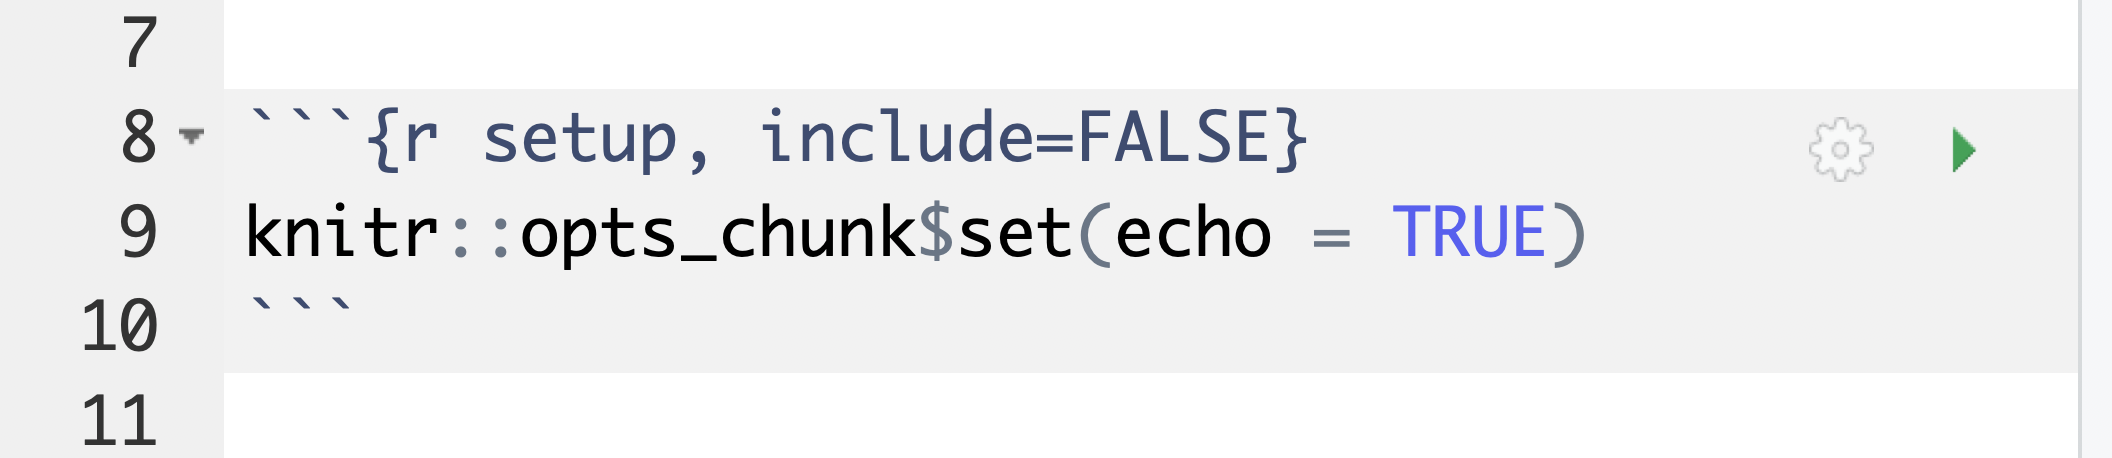 7
8 ```{r setup, include=FALSE}
9 knitr::opts_chunk$set(echo = TRUE)
10 ```
11